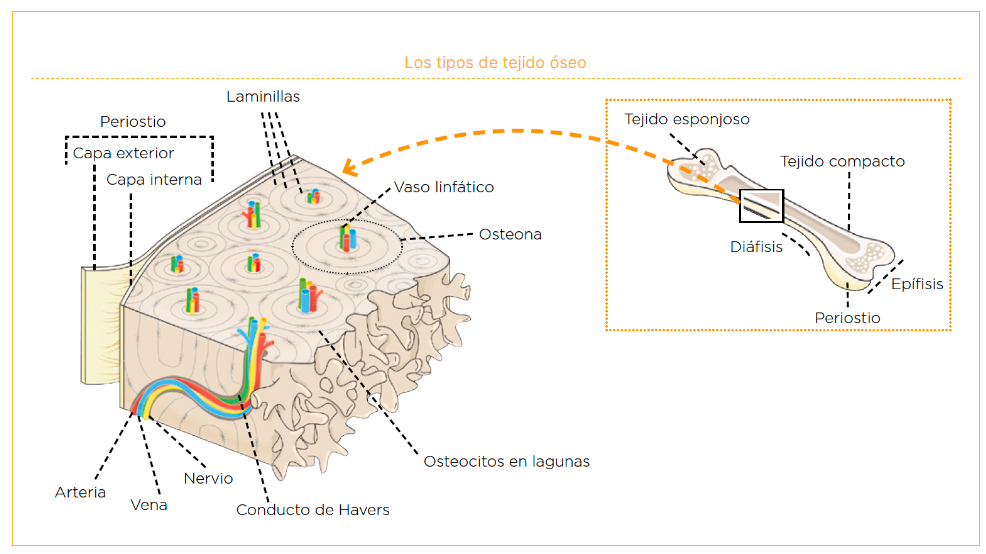 Los tipos de tejido óseo
Laminillas
Periostio
Capa exterior
Capa interna
Vaso linfático
Osteona
Osteocitos en lagunas
Arteria
Vena
Nervio
Conducto de Havers
Tejido esponjoso
Tejido compacto
Diáfisis
Epífisis
Periostio